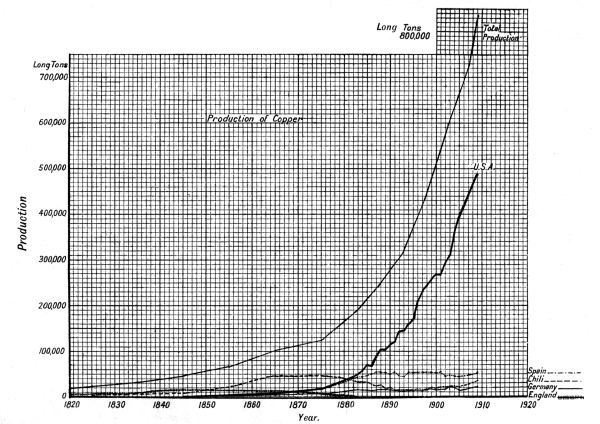 Long Tons
800,000
Total
Production
Long Tons
700,000
Production of Copper
600,000
500,000
U.S.A.
400,000
Production
300,000
200,000
100,000
Spain
Chili
Germany
England
0
1820 1830 1840 1850 1860 1870 1880 1890 1900 1910 1920
Year.